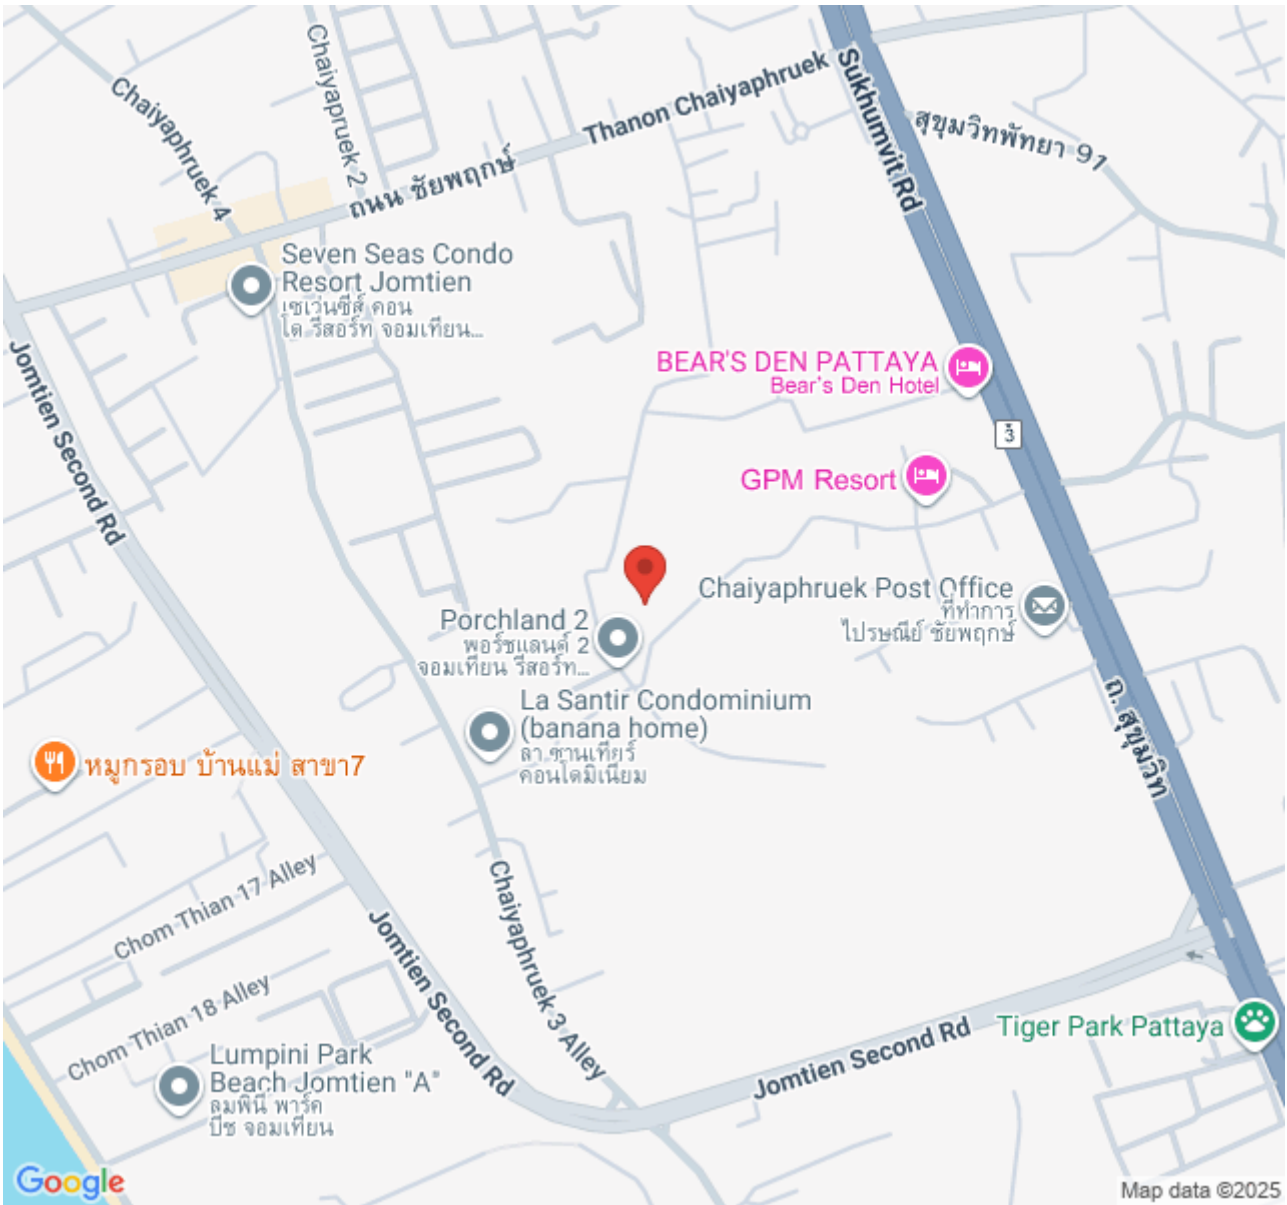 Chaiyapruek 2
Chaiyaphruek 4
Thanon Chaiyaphruek
ถนน ชัยพฤกษ์
Sukhumvit Rd
สุขุมวิทพัทยา 91
Seven Seas Condo
Resort Jomtien
เซเว่นซีส์ คอน
โด รีสอร์ท จอมเทียน...
Jomtien Second Rd
BEAR'S DEN PATTAYA
Bear's Den Hotel
3
GPM Resort
Chaiyaphruek Post Office
ที่ทำการ
ไปรษณีย์ ชัยพฤกษ์
Porchland 2
พอร์ชแลนด์ 2
จอมเทียน รีสอร์ท...
La Santir Condominium
(banana home)
ลา ซานเทียร์
คอนโดมิเนียม
ถ. สุขุมวิท
หมูกรอบ บ้านแม่ สาขา7
Chom Thian 17 Alley
Chaiyaphruek 3 Alley
Jomtien Second Rd
Chom Thian 18 Alley
Jomtien Second Rd
Tiger Park Pattaya
Lumpini Park
Beach Jomtien "A"
ลุมพินี พาร์ค
บีช จอมเทียน
Google
Map data ©2025